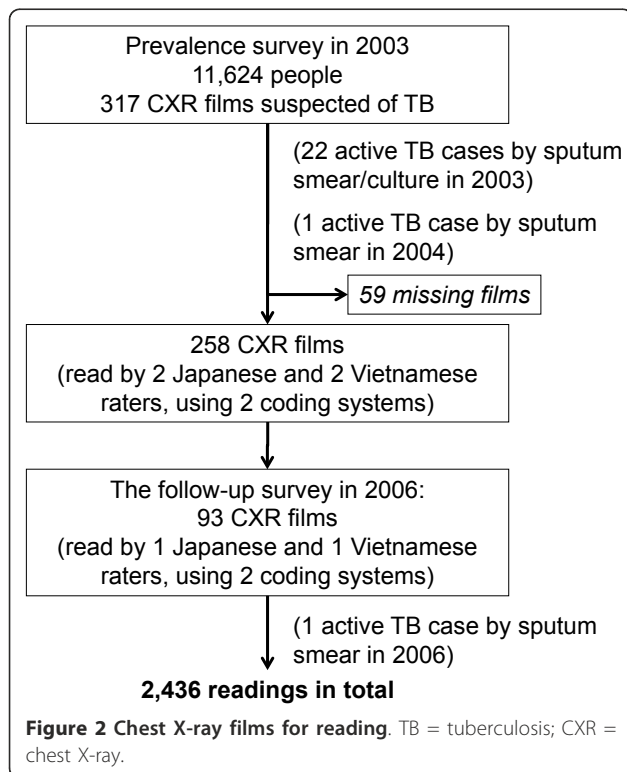 Prevalence survey in 2003
11,624 people
317 CXR films suspected of TB
(22 active TB cases by sputum
smear/culture in 2003)
(1 active TB case by sputum
smear in 2004)
59 missing films
258 CXR films
(read by 2 Japanese and 2 Vietnamese
raters, using 2 coding systems)
The follow-up survey in 2006:
93 CXR films
(read by 1 Japanese and 1 Vietnamese
raters, using 2 coding systems)
(1 active TB case by sputum
smear in 2006)
2,436 readings in total
Figure 2 Chest X-ray films for reading. TB = tuberculosis; CXR =
chest X-ray.